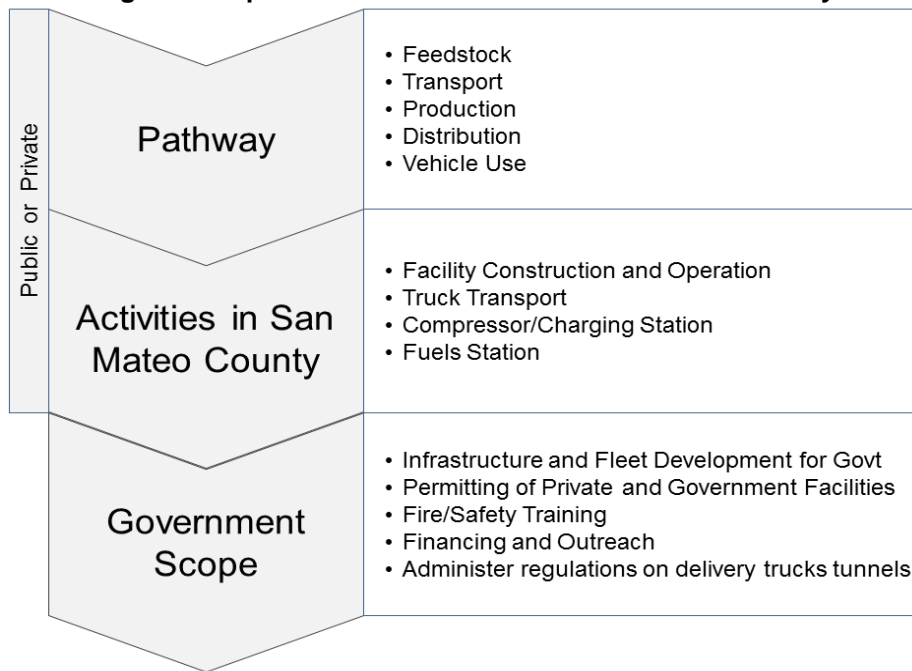 Public or Private
Pathway
• Feedstock
• Transport
• Production
• Distribution
• Vehicle Use
Activities in San
Mateo County
• Facility Construction and Operation
• Truck Transport
• Compressor/Charging Station
• Fuels Station
Government
Scope
• Infrastructure and Fleet Development for Govt
• Permitting of Private and Government Facilities
• Fire/Safety Training
• Financing and Outreach
• Administer regulations on delivery trucks tunnels